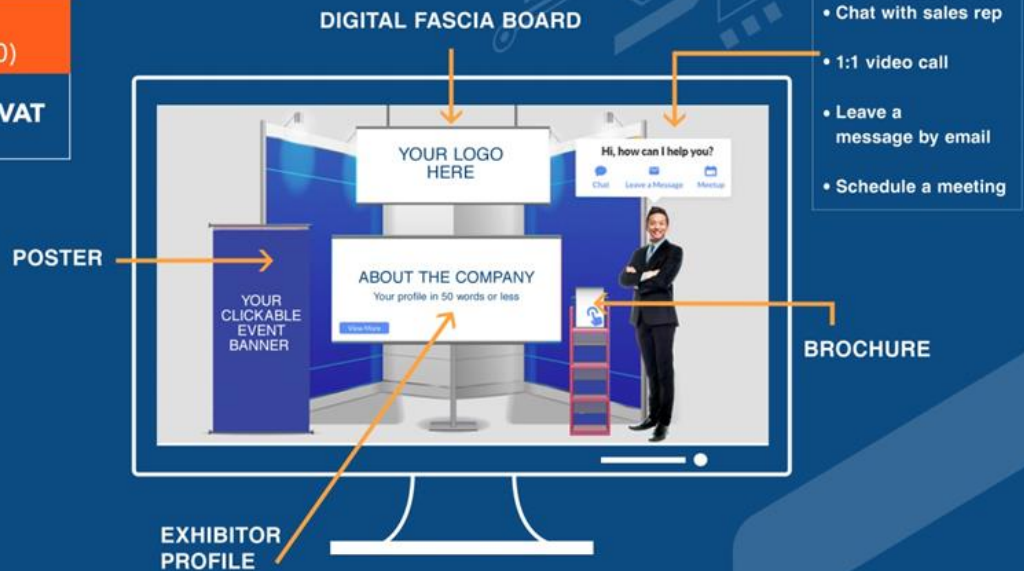 0)
VAT
DIGITAL FASCIA BOARD
• Chat with sales rep
• 1:1 video call
• Leave a
message by email
• Schedule a meeting
YOUR LOGO
HERE
Hi, how can I help you?
Chat
Leave a Message
Meetup
POSTER
YOUR
CLICKABLE
EVENT
BANNER
ABOUT THE COMPANY
Your profile in 50 words or less
View More
BROCHURE
EXHIBITOR
PROFILE